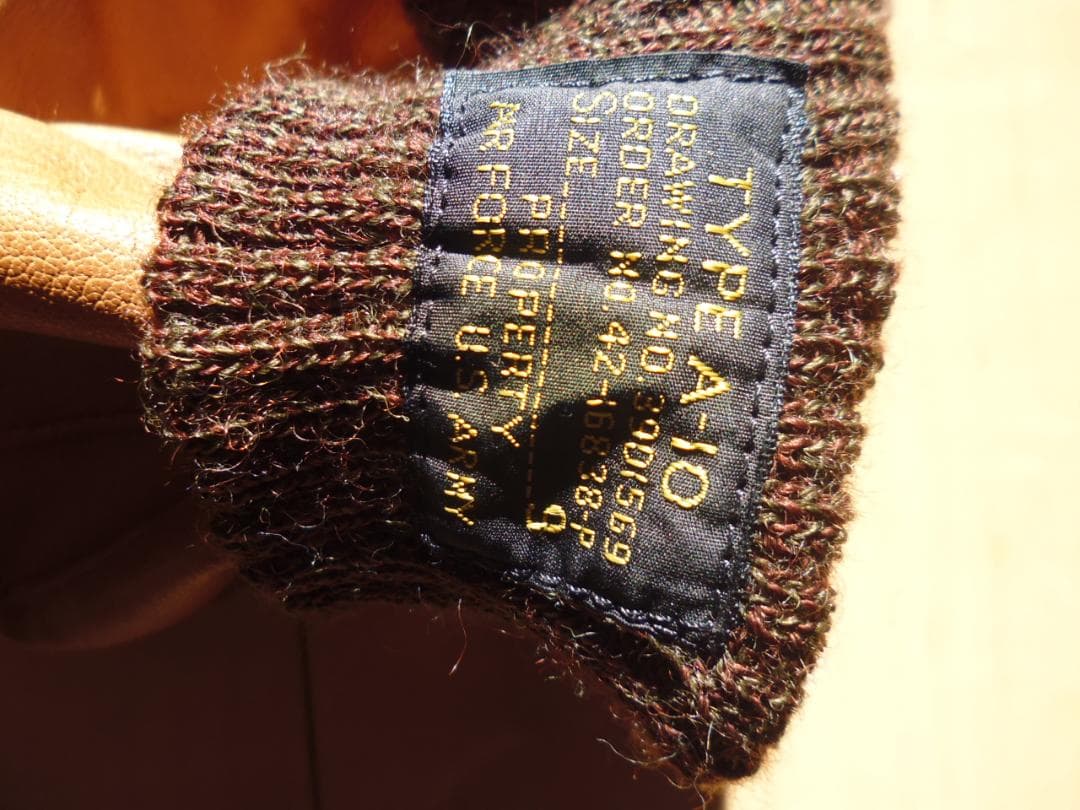 TYPE A-10
DRAWING NO. 39D1569
ORDER NO. 42-16838-P
SIZE 9
PROPERTY
AIR FORCE U.S. ARMY